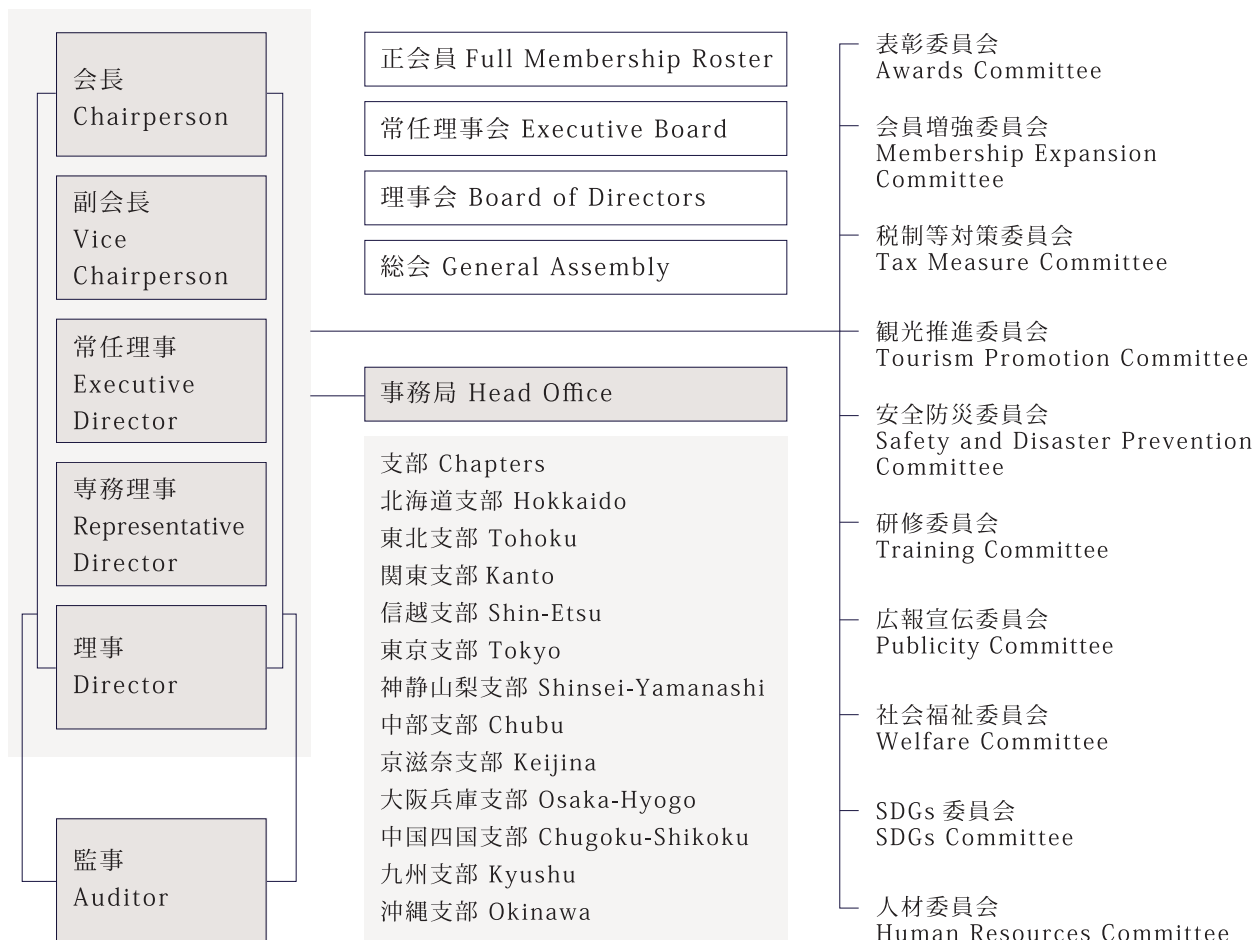 会長
Chairperson
副会長
Vice
Chairperson
常任理事
Executive
Director
専務理事
Representative
Director
理事
Director
監事
Auditor
正会員 Full Membership Roster
常任理事会 Executive Board
理事会 Board of Directors
総会 General Assembly
事務局 Head Office
支部 Chapters
北海道支部 Hokkaido
東北支部 Tohoku
関東支部 Kanto
信越支部 Shin-Etsu
東京支部 Tokyo
神静山梨支部 Shinsei-Yamanashi
中部支部 Chubu
京滋奈支部 Keijina
大阪兵庫支部 Osaka-Hyogo
中国四国支部 Chugoku-Shikoku
九州支部 Kyushu
沖縄支部 Okinawa
表彰委員会
Awards Committee
会員増強委員会
Membership Expansion
Committee
税制等対策委員会
Tax Measure Committee
観光推進委員会
Tourism Promotion Committee
安全防災委員会
Safety and Disaster Prevention
Committee
研修委員会
Training Committee
広報宣伝委員会
Publicity Committee
社会福祉委員会
Welfare Committee
SDGs 委員会
SDGs Committee
人材委員会
Human Resources Committee